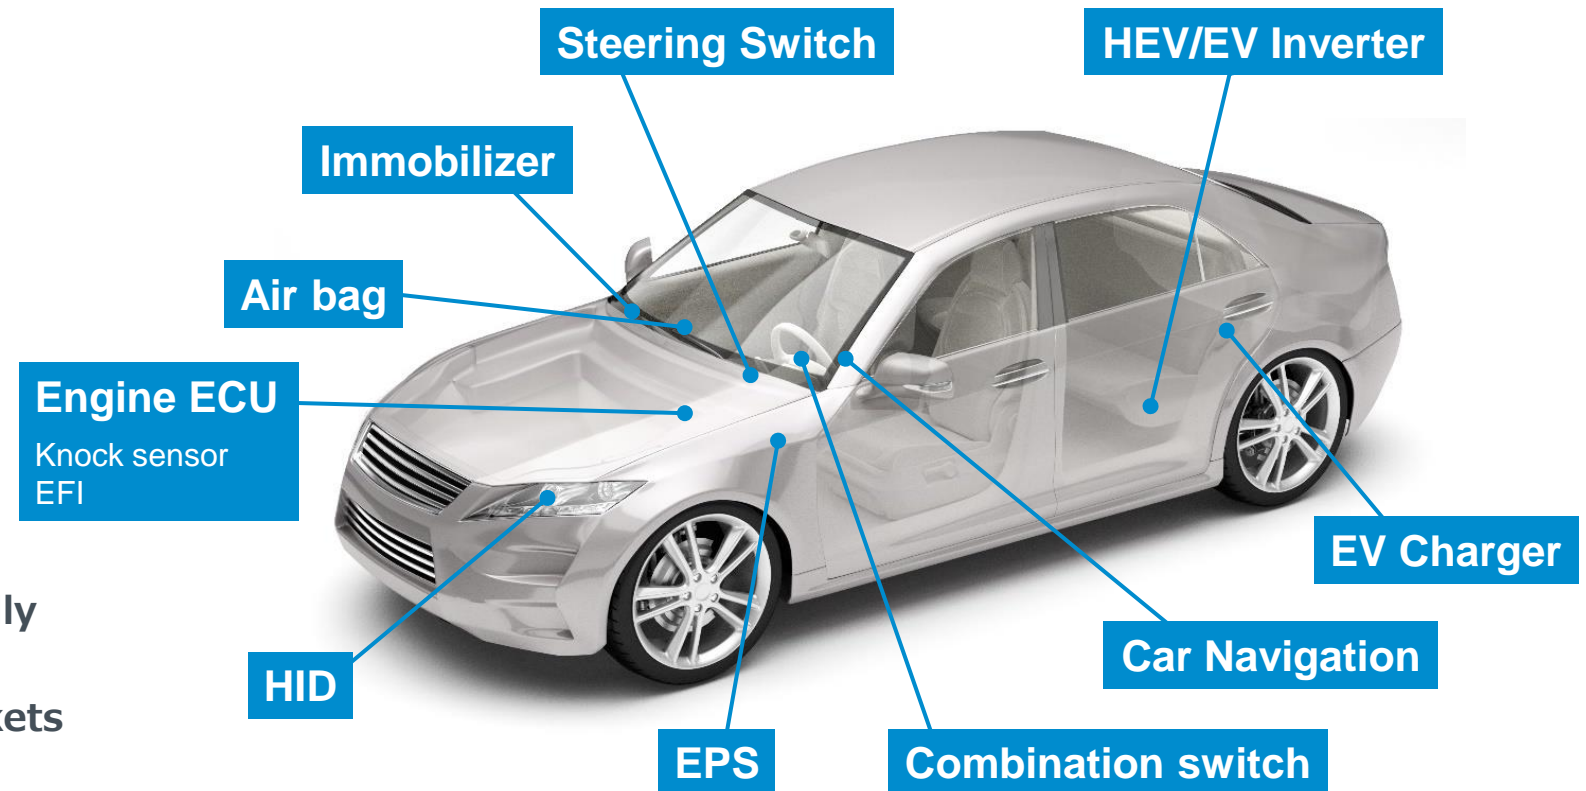 Steering Switch
HEV/EV Inverter
Immobilizer
Air bag
Engine ECU
Knock sensor
EFI
EV Charger
ly
Car Navigation
HID
kets
EPS
Combination switch